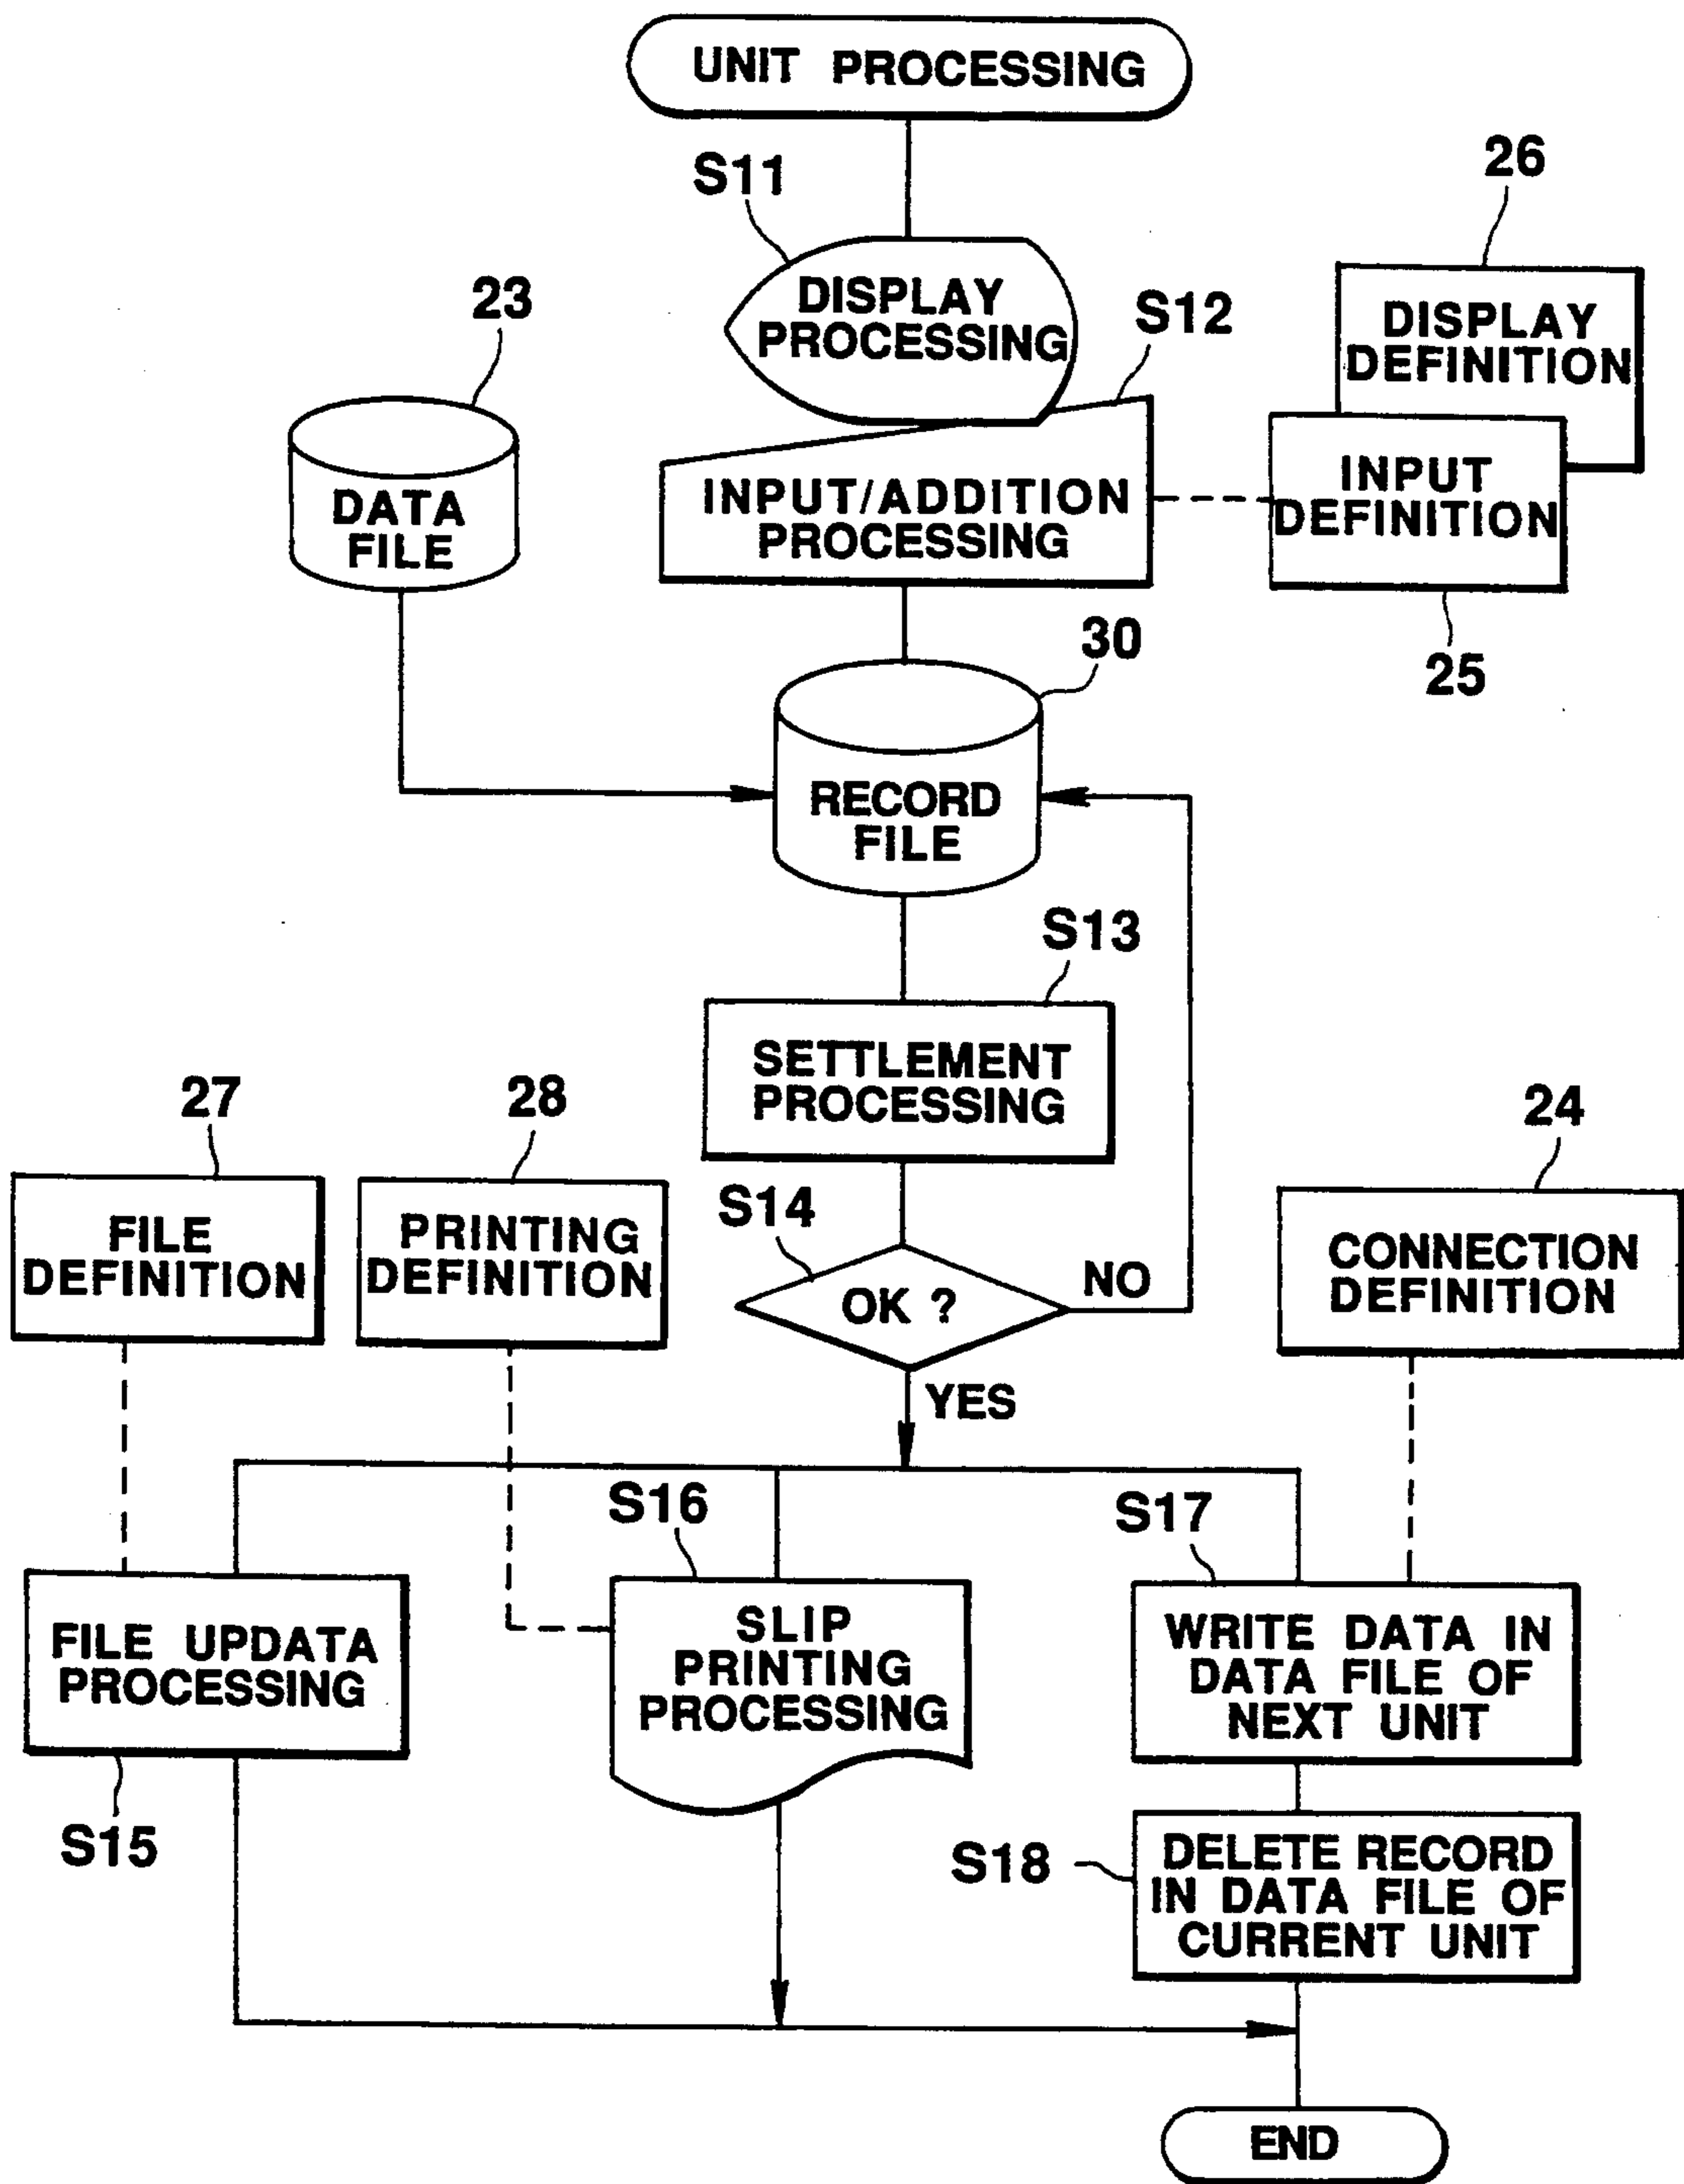 UNIT PROCESSING
S11
26
23
DISPLAY
PROCESSING
S12
DISPLAY
DEFINITION
DATA
FILE
INPUT/ADDITION
PROCESSING
INPUT
DEFINITION
30
25
RECORD
FILE
S13
SETTLEMENT
PROCESSING
27
28
24
S14
FILE
DEFINITION
PRINTING
DEFINITION
OK ?
NO
CONNECTION
DEFINITION
YES
S16
S17
FILE UPDATA
PROCESSING
SLIP
PRINTING
PROCESSING
WRITE DATA IN
DATA FILE OF
NEXT UNIT
S15
S18
DELETE RECORD
IN DATA FILE OF
CURRENT UNIT
END